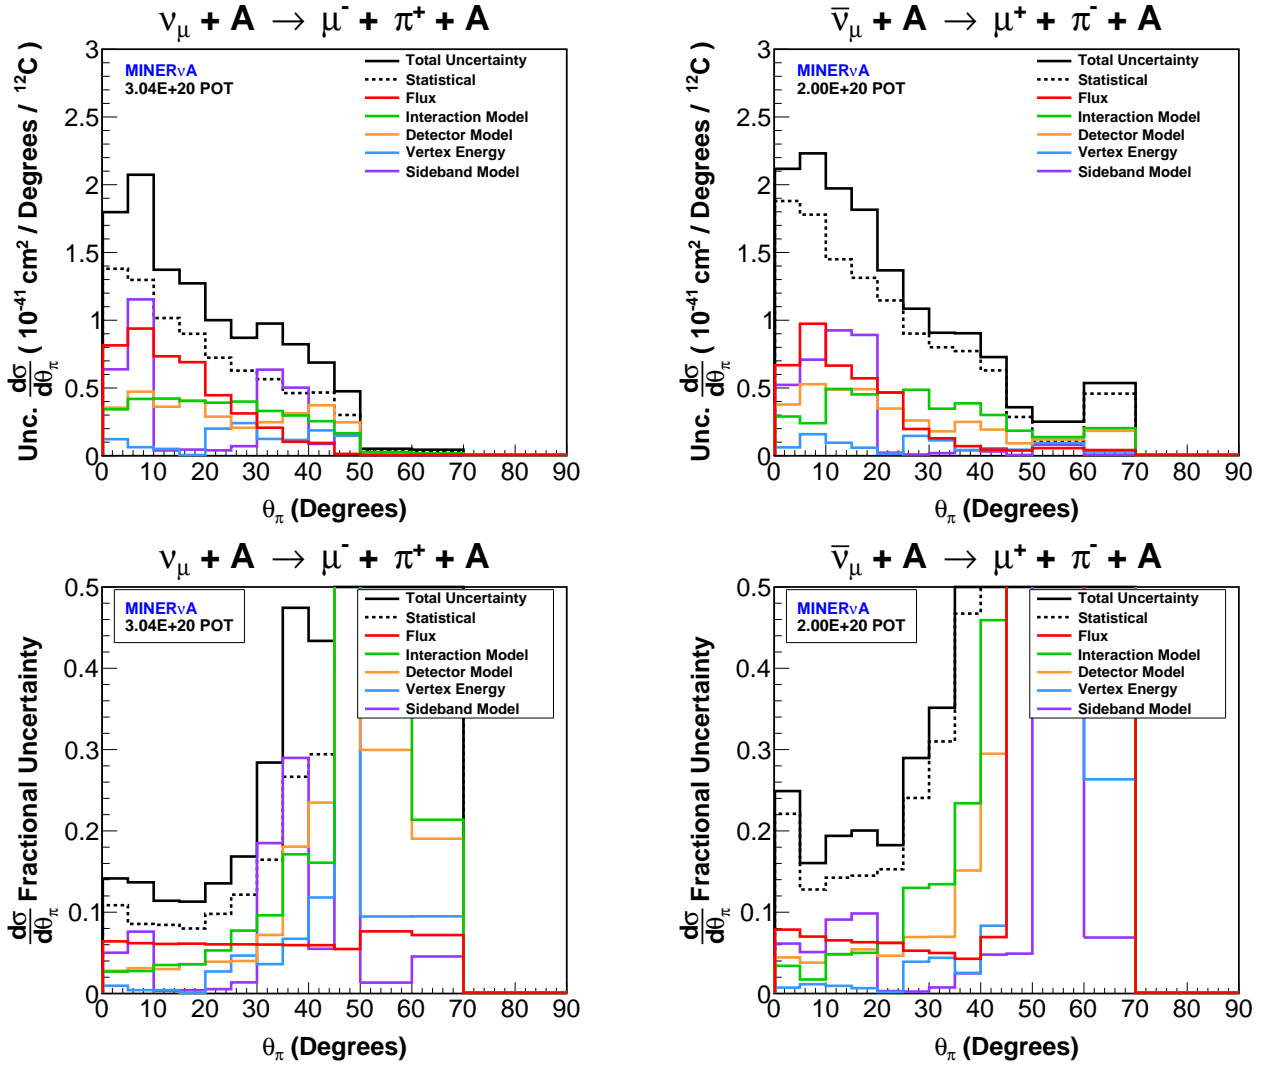 νμ + A → μ- + π+ + A
Unc. dσ/dθπ ( 10-41 cm2 / Degrees / 12C )
3
2.5
2
1.5
1
0.5
0
MINERνA
3.04E+20 POT
Total Uncertainty
Statistical
Flux
Interaction Model
Detector Model
Vertex Energy
Sideband Model
0 10 20 30 40 50 60 70 80 90
θπ (Degrees)
ν̄μ + A → μ+ + π- + A
Unc. dσ/dθπ ( 10-41 cm2 / Degrees / 12C )
3
2.5
2
1.5
1
0.5
0
MINERνA
2.00E+20 POT
Total Uncertainty
Statistical
Flux
Interaction Model
Detector Model
Vertex Energy
Sideband Model
0 10 20 30 40 50 60 70 80 90
θπ (Degrees)
νμ + A → μ- + π+ + A
dσ/dθπ Fractional Uncertainty
0.5
0.4
0.3
0.2
0.1
0
MINERνA
3.04E+20 POT
Total Uncertainty
Statistical
Flux
Interaction Model
Detector Model
Vertex Energy
Sideband Model
0 10 20 30 40 50 60 70 80 90
θπ (Degrees)
ν̄μ + A → μ+ + π- + A
dσ/dθπ Fractional Uncertainty
0.5
0.4
0.3
0.2
0.1
0
MINERνA
2.00E+20 POT
Total Uncertainty
Statistical
Flux
Interaction Model
Detector Model
Vertex Energy
Sideband Model
0 10 20 30 40 50 60 70 80 90
θπ (Degrees)